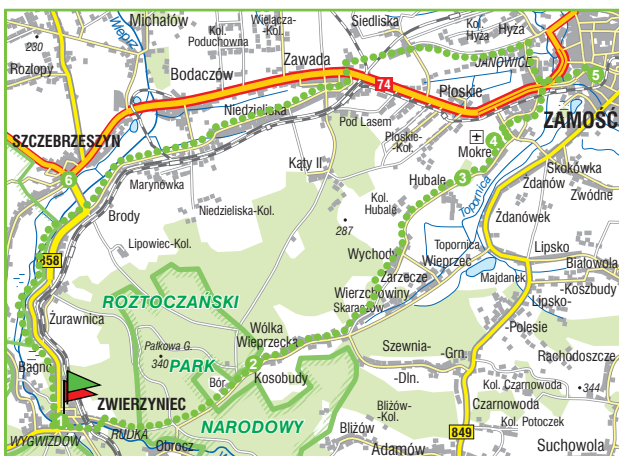 Michałów
Wielącza-
-Kol.
Siedliska
Kol.
Hyża
Hyża
Kol.
Poduchowna
230
Rozłopy
Wieprz
Bodaczów
Zawada
JANOWICE
5
74
Płoskie
Niedzieliska
Pod Lasem
ZAMOŚĆ
SZCZEBRZESZYN
Płoskie-
-Kol.
4
Mokre
Kąty II
6
Marynówka
Hubale
3
Skokówka
Żdanów
Zwódne
Kol.
Hubale
Topornica
Brody
Niedzieliska-Kol.
Żdanówek
287
Lipowiec-Kol.
Wychody
Topornica
Wieprzec
Lipsko
Białowola
858
Zarzecze
Majdanek
-Koszbudy
ROZTOCZAŃSKI
Wierzchowiny
Lipsko-
-Polesie
Skaraszów
Żurawnica
Wólka
Wieprzecka
Szewnia-
-Grn.
Rachodoszcze
Pałkowa G.
340
PARK
2
-Dln.
Bagno
Bór
Kosobudy
Kol. Czarnowoda
344
ZWIERZYNIEC
Bliżów-
-Kol.
Czarnowoda
Kol. Potoczek
WYGWIZDÓW
RUDKA
Obrocz
NARODOWY
Bliżów
849
Adamów
Suchowola